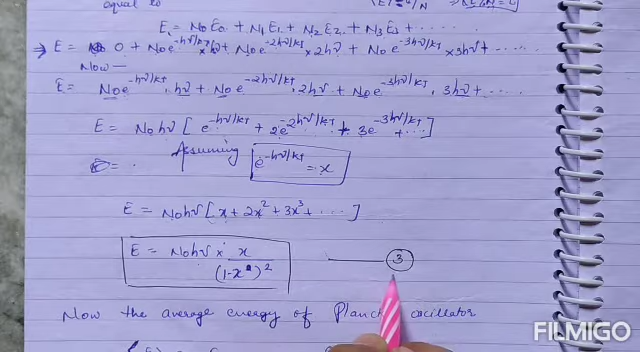 equal to
E = N₀E₀ + N₁E₁ + N₂E₂ + N₃E₃ + ......
⇒ E = 0 + N₀e^-hν/kT × hν + N₀e^-2hν/kT × 2hν + N₀e^-3hν/kT × 3hν + ......
Now —
E = N₀e^-hν/kT . hν + N₀e^-2hν/kT . 2hν + N₀e^-3hν/kT . 3hν + ......
E = N₀hν [ e^-hν/kT + 2e^-2hν/kT + 3e^-3hν/kT + .... ]
Assuming e^-hν/kT = x
E = N₀hν [ x + 2x² + 3x³ + ..... ]
E = N₀hν × x/(1-x)² — 3
Now the average energy of Planck oscillator
FILMIGO